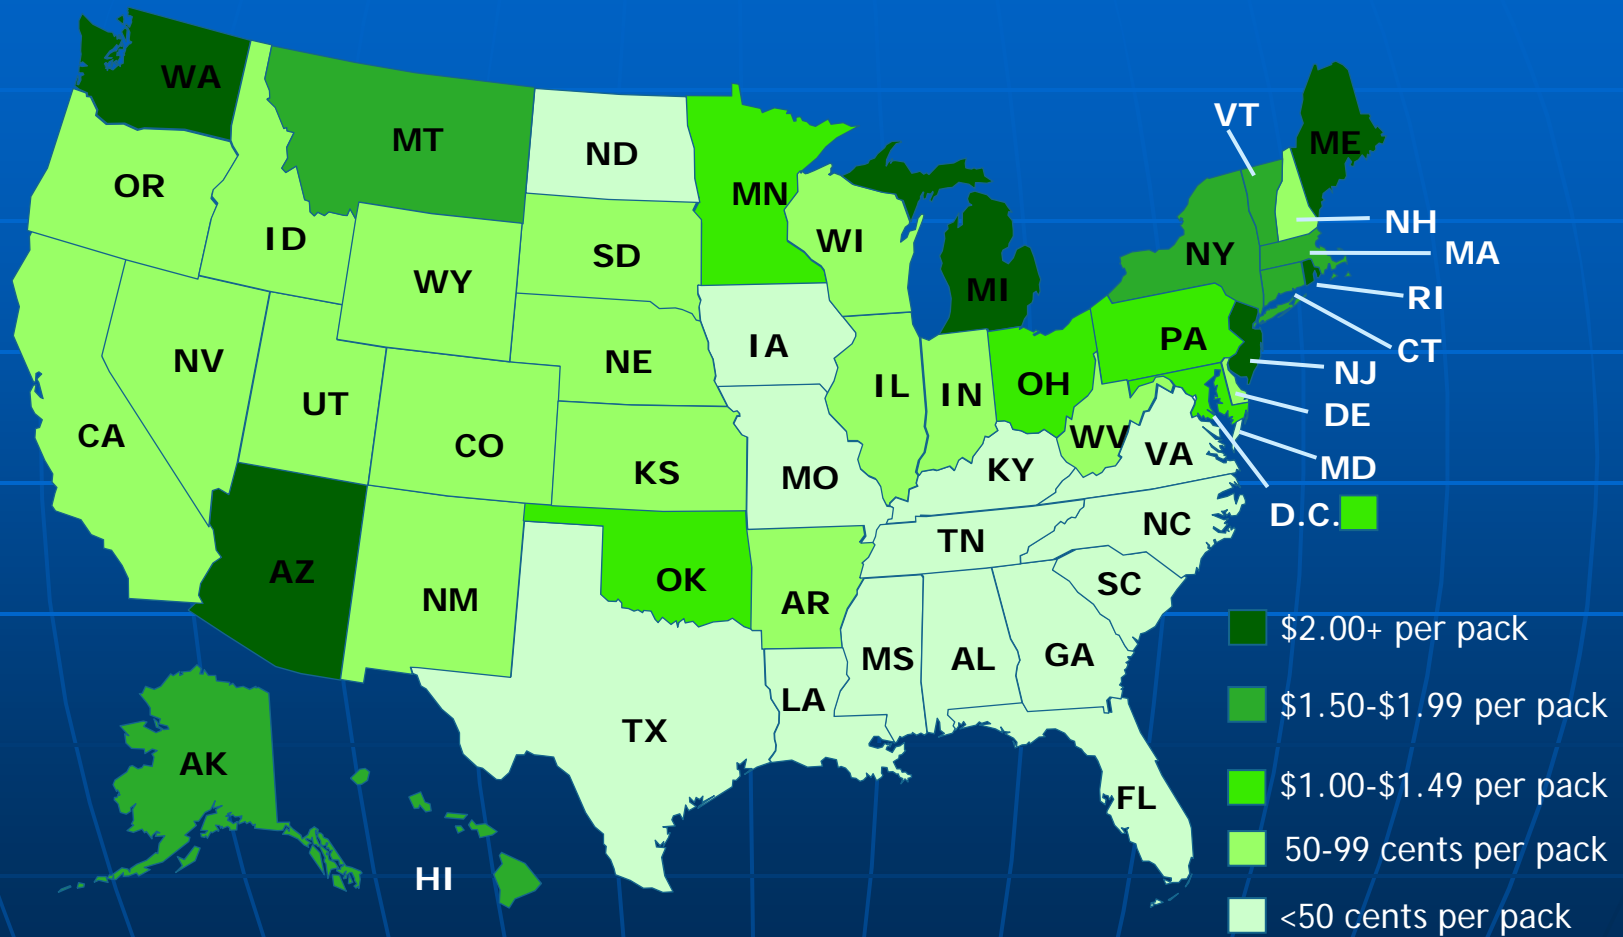 WA
MT
ND
MN
VT
ME
OR
ID
WY
SD
WI
MI
NY
NH
MA
RI
CT
NV
UT
CO
NE
IA
IL
IN
OH
PA
NJ
DE
CA
KS
MO
KY
WV
VA
MD
D.C.
AZ
NM
OK
AR
TN
NC
SC
TX
LA
MS
AL
GA
FL
AK
HI
$2.00+ per pack
$1.50-$1.99 per pack
$1.00-$1.49 per pack
50-99 cents per pack
<50 cents per pack